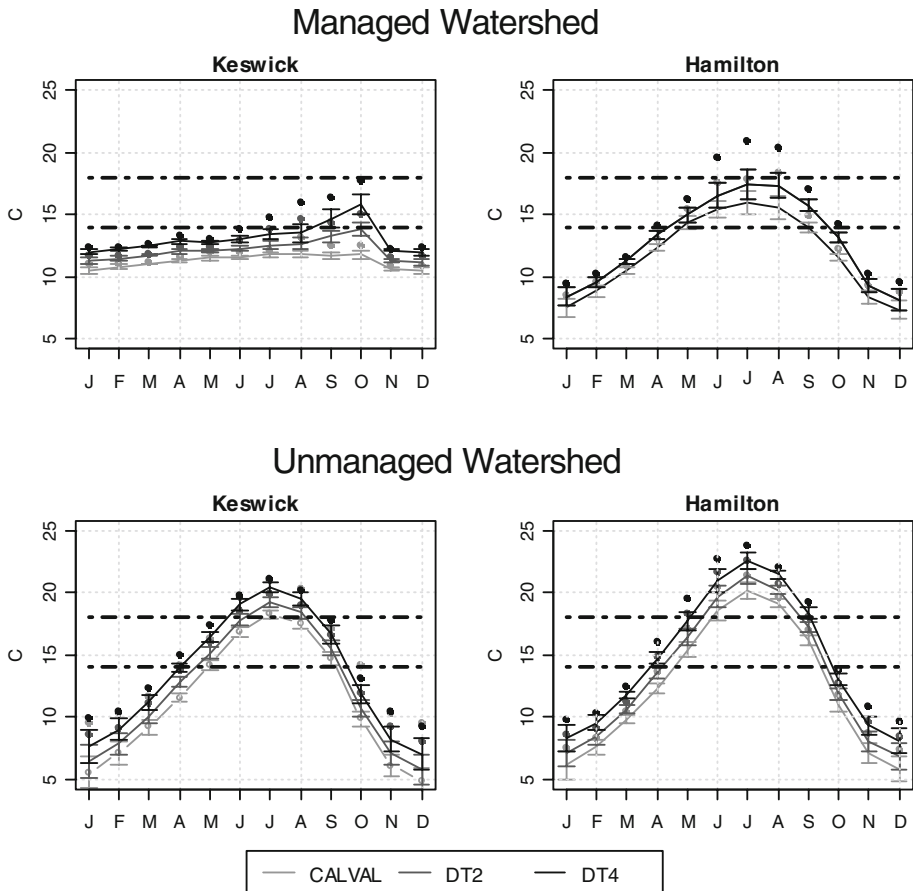 Managed Watershed
Keswick
Hamilton
25
20
15
10
5
C
J F M A M J J A S O N D
25
20
15
10
5
C
J F M A M J J A S O N D
Unmanaged Watershed
Keswick
Hamilton
25
20
15
10
5
C
J F M A M J J A S O N D
25
20
15
10
5
C
J F M A M J J A S O N D
CALVAL DT2 DT4